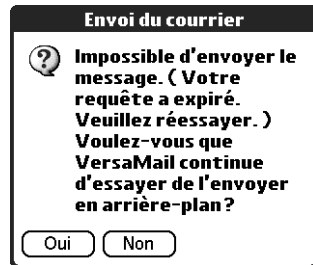 Envoi du courrier
Impossible d'envoyer le
message. ( Votre
requête a expiré.
Veuillez réessayer. )
Voulez-vous que
VersaMail continue
d'essayer de l'envoyer
en arrière-plan?
Oui Non